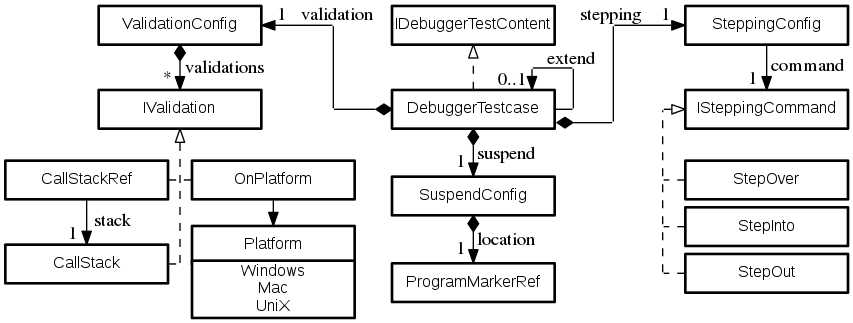 ValidationConfig
1 validation
IDebuggerTestContent
stepping 1
SteppingConfig
validations
*
extend
0..1
command
1
IValidation
DebuggerTestcase
ISteppingCommand
suspend
1
CallStackRef
OnPlatform
SuspendConfig
StepOver
stack
1
location
1
StepInto
CallStack
Platform
Windows
Mac
UniX
ProgramMarkerRef
StepOut